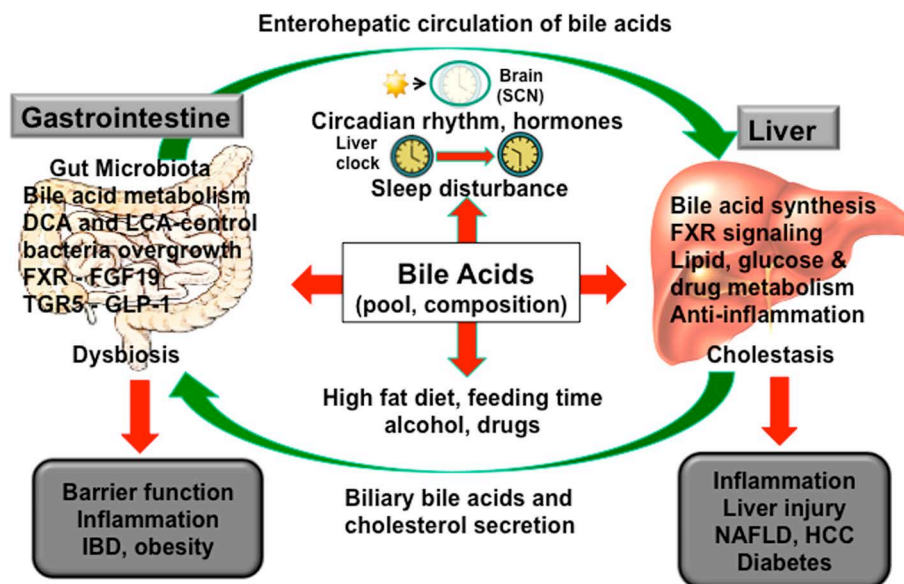 Enterohepatic circulation of bile acids
Gastrointestine
Gut Microbiota
Bile acid metabolism
DCA and LCA-control
bacteria overgrowth
FXR - FGF19
TGR5 - GLP-1
Dysbiosis
Barrier function
Inflammation
IBD, obesity
Brain
(SCN)
Circadian rhythm, hormones
Liver
clock
Sleep disturbance
Bile Acids
(pool, composition)
High fat diet, feeding time
alcohol, drugs
Biliary bile acids and
cholesterol secretion
Liver
Bile acid synthesis
FXR signaling
Lipid, glucose &
drug metabolism
Anti-inflammation
Cholestasis
Inflammation
Liver injury
NAFLD, HCC
Diabetes